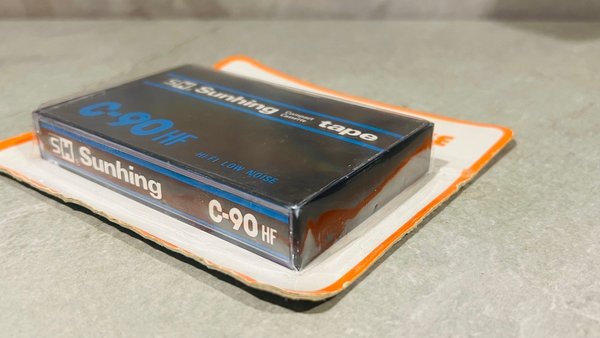 SH Sunhing Compact Cassette tape
C-90 HF
HI-FI LOW NOISE
SH Sunhing C-90 HF